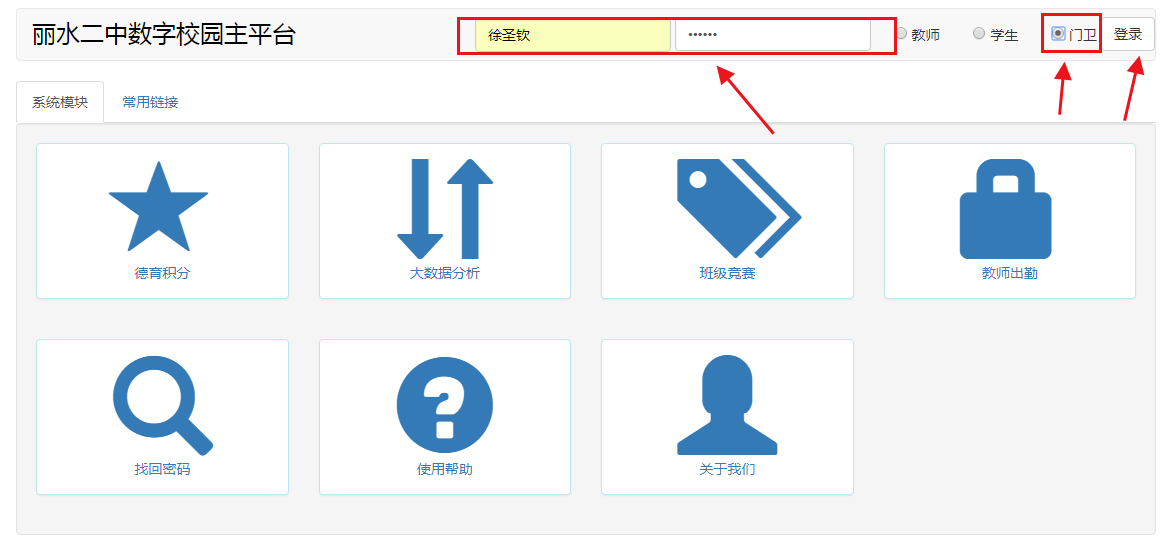 丽水二中数字校园主平台
徐圣钦
••••••
教师
学生
门卫
登录
系统模块
常用链接
德育积分
大数据分析
班级竞赛
教师出勤
找回密码
使用帮助
关于我们